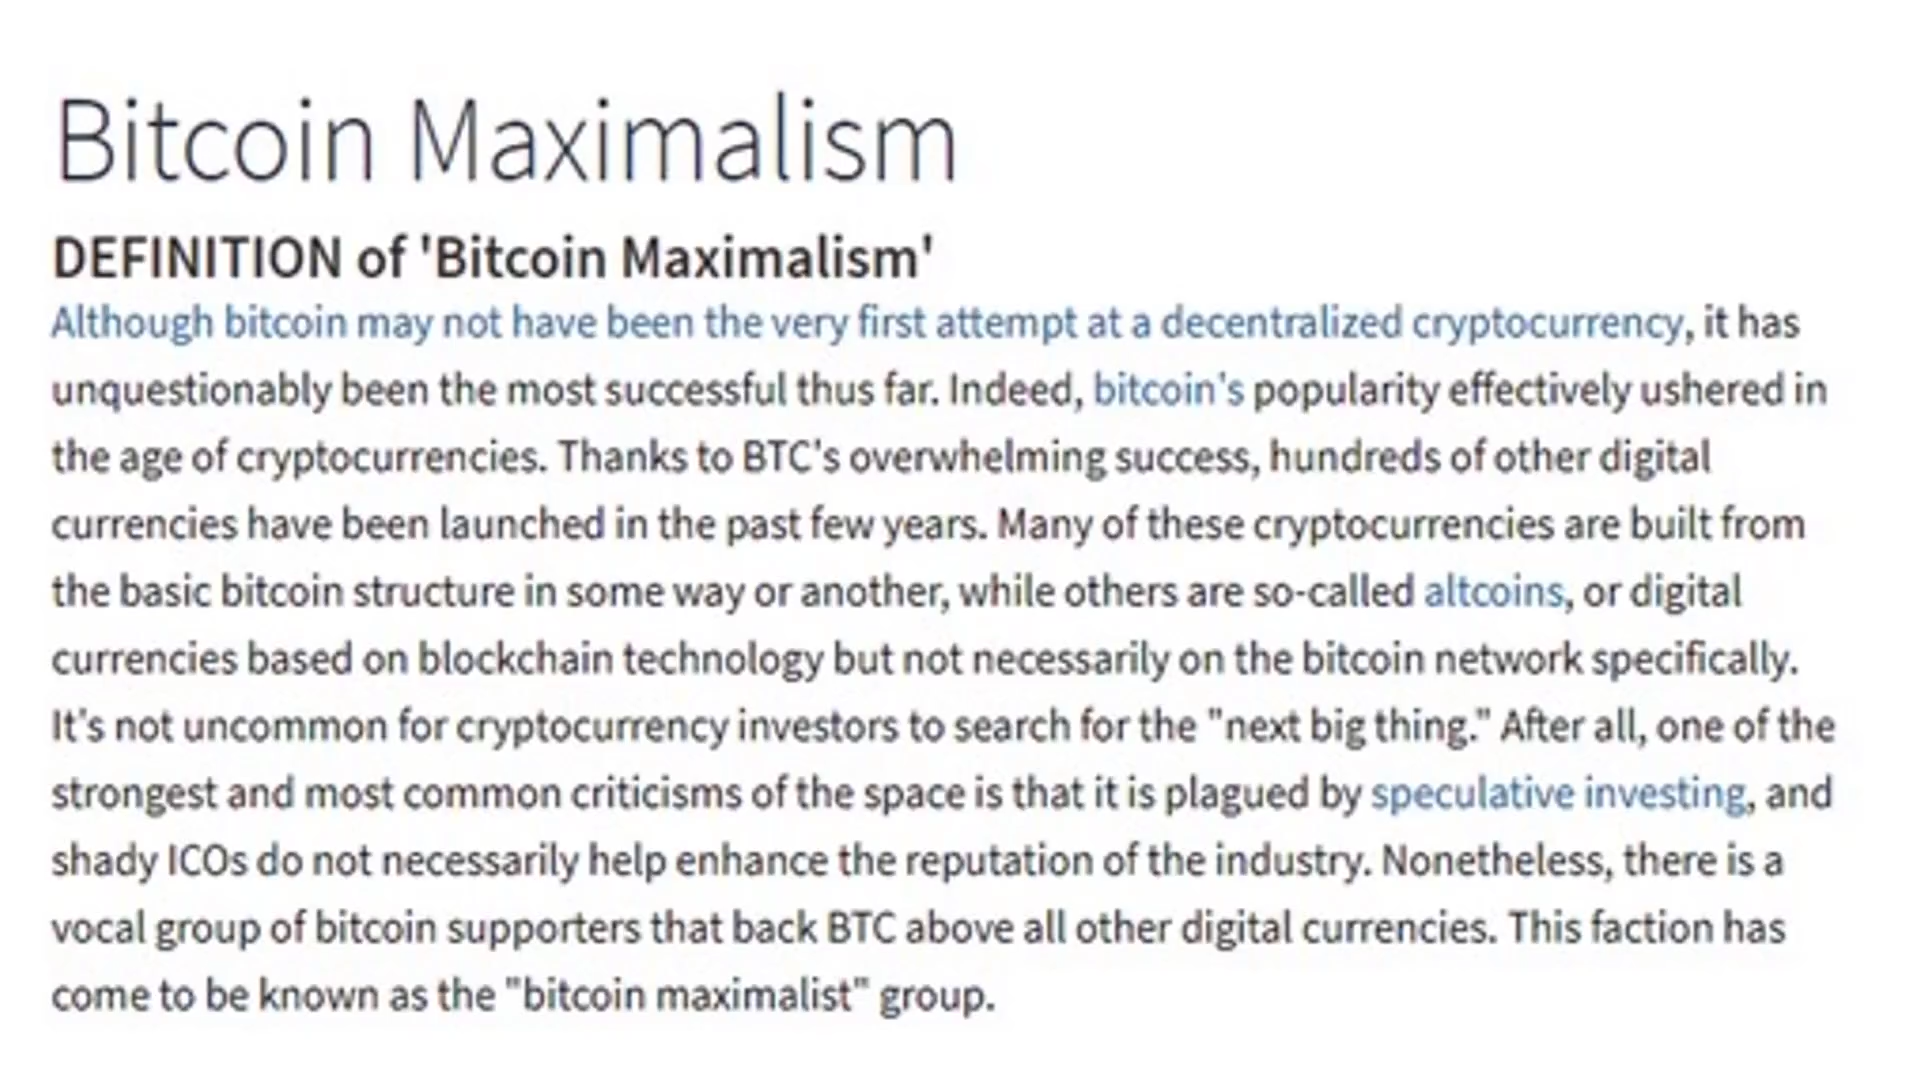 Bitcoin Maximalism
DEFINITION of 'Bitcoin Maximalism'
Although bitcoin may not have been the very first attempt at a decentralized cryptocurrency, it has
unquestionably been the most successful thus far. Indeed, bitcoin's popularity effectively ushered in
the age of cryptocurrencies. Thanks to BTC's overwhelming success, hundreds of other digital
currencies have been launched in the past few years. Many of these cryptocurrencies are built from
the basic bitcoin structure in some way or another, while others are so-called altcoins, or digital
currencies based on blockchain technology but not necessarily on the bitcoin network specifically.
It's not uncommon for cryptocurrency investors to search for the "next big thing." After all, one of the
strongest and most common criticisms of the space is that it is plagued by speculative investing, and
shady ICOs do not necessarily help enhance the reputation of the industry. Nonetheless, there is a
vocal group of bitcoin supporters that back BTC above all other digital currencies. This faction has
come to be known as the "bitcoin maximalist" group.